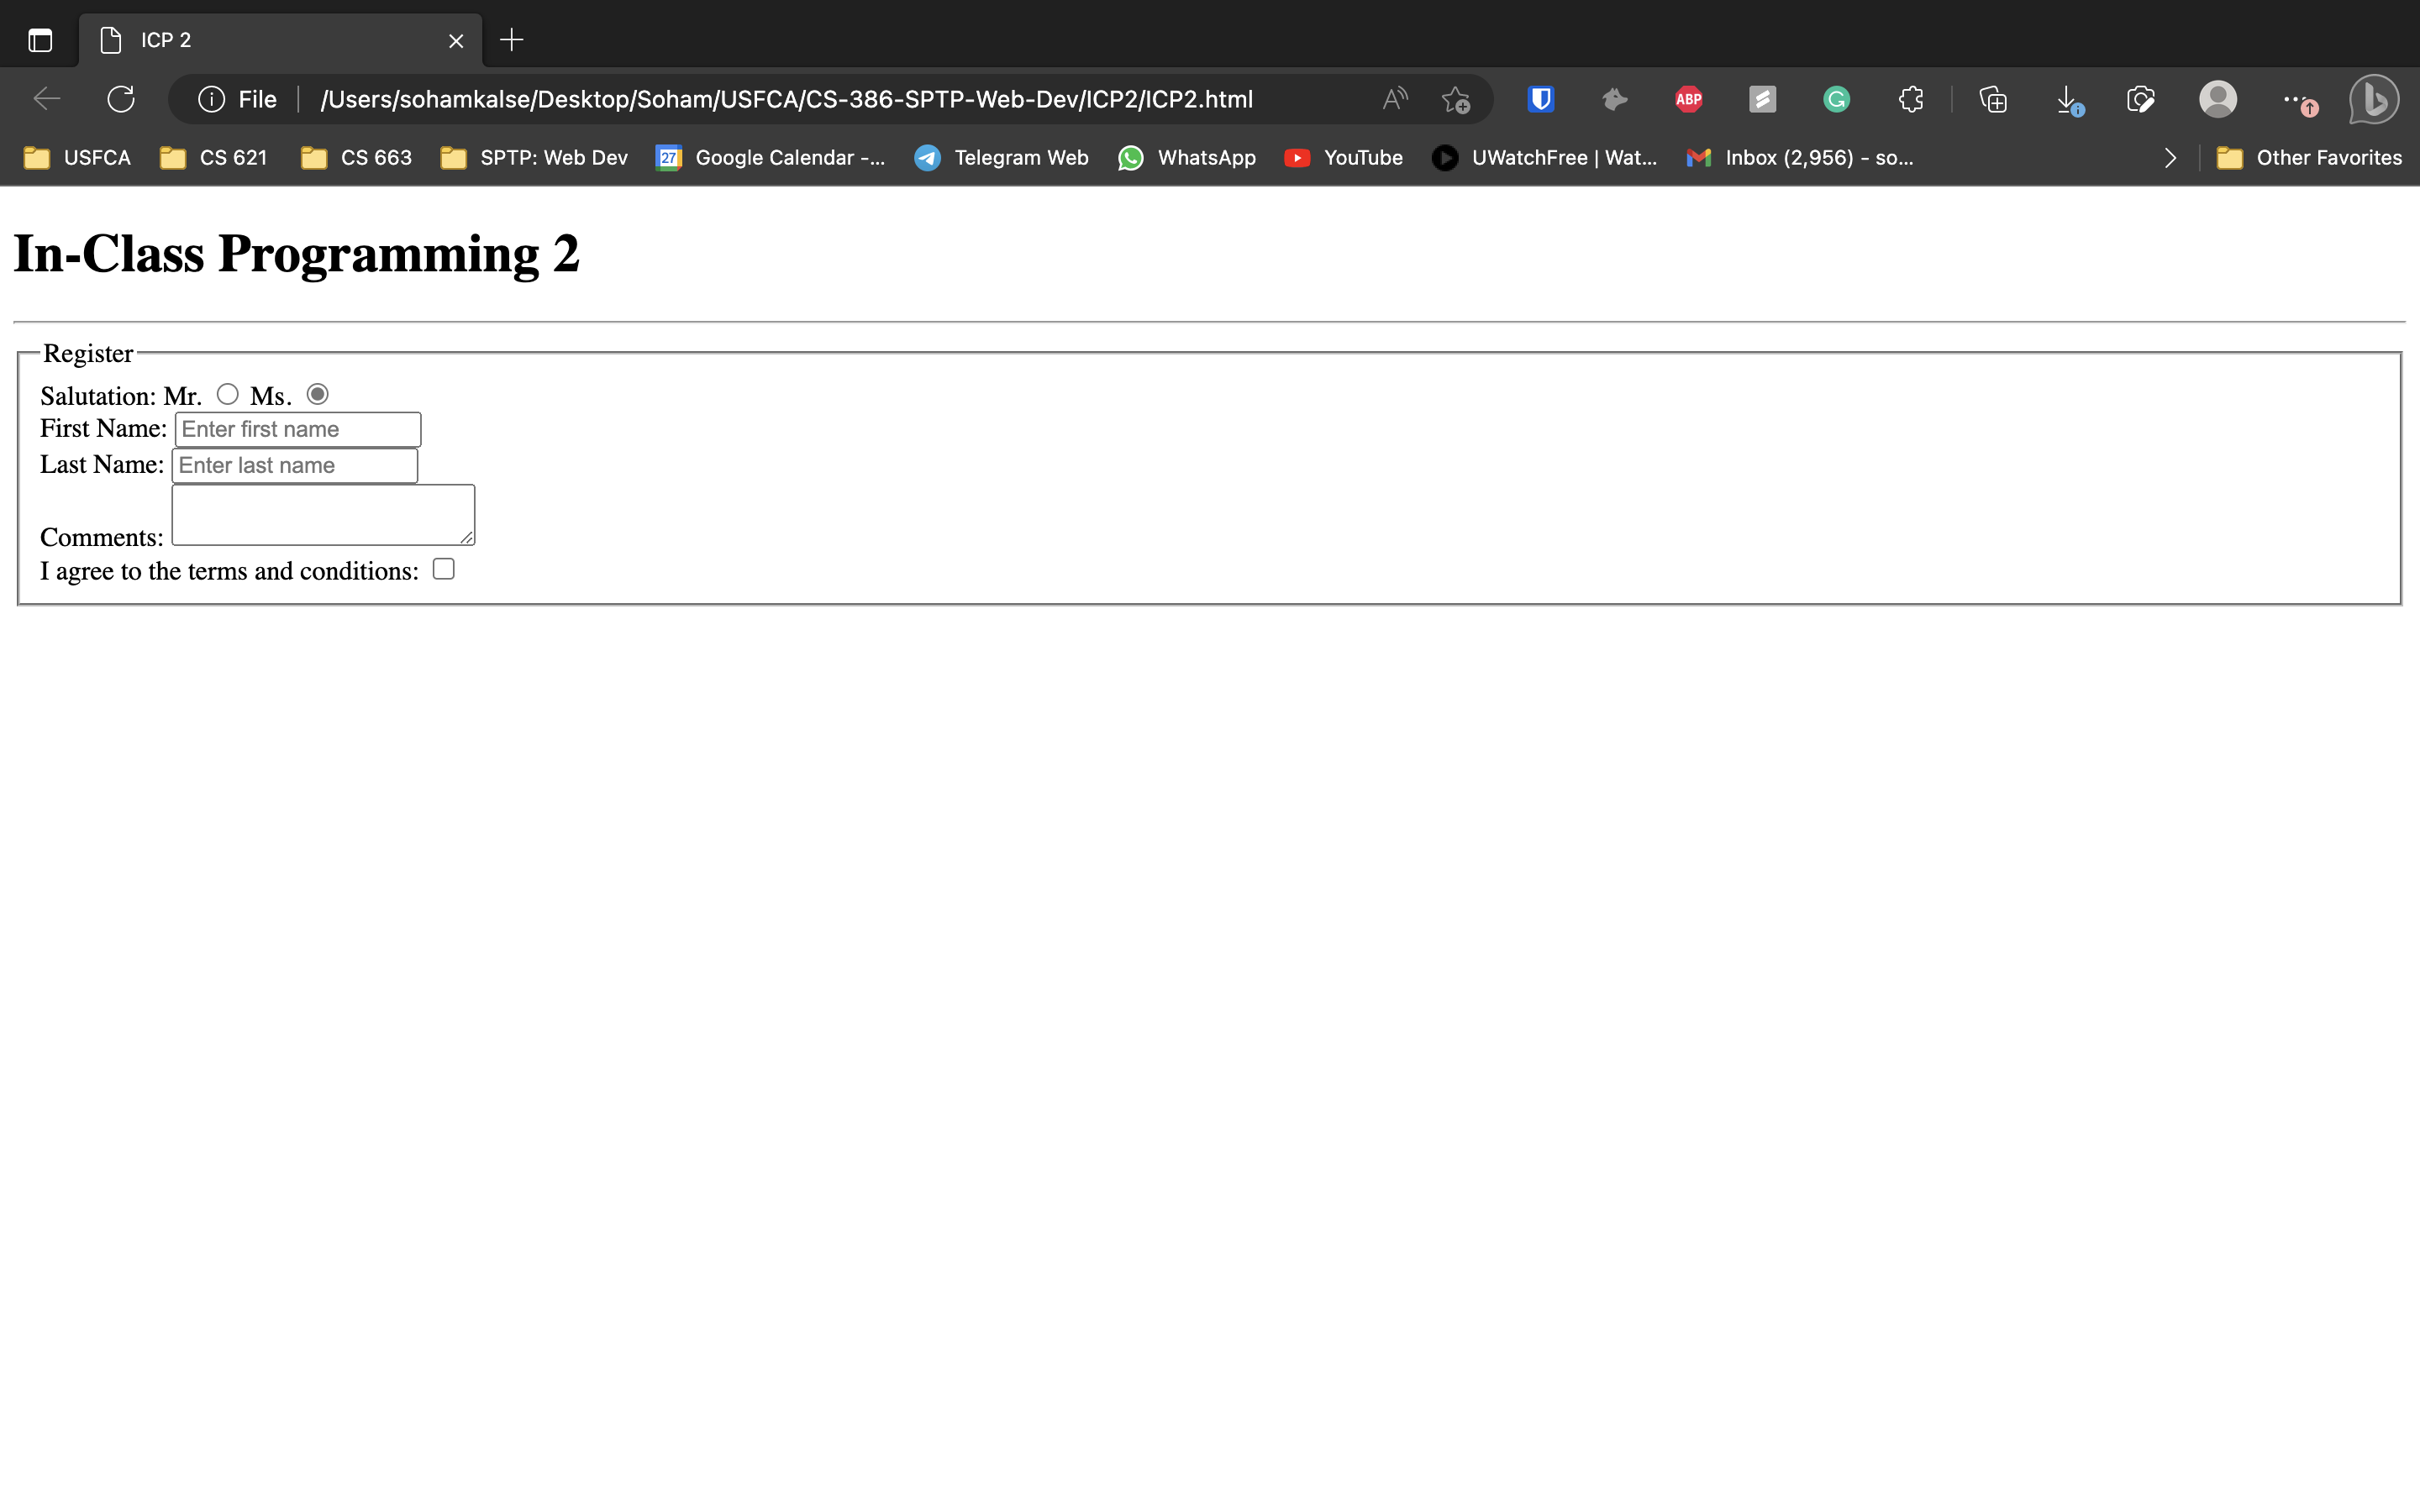 ICP 2
File /Users/sohamkalse/Desktop/Soham/USFCA/CS-386-SPTP-Web-Dev/ICP2/ICP2.html
ABP
USFCA CS 621 CS 663 SPTP: Web Dev 27 Google Calendar -... Telegram Web WhatsApp YouTube UWatchFree | Wat... Inbox (2,956) - so... Other Favorites
In-Class Programming 2
Register
Salutation: Mr. Ms.
First Name: Enter first name
Last Name: Enter last name
Comments:
I agree to the terms and conditions: